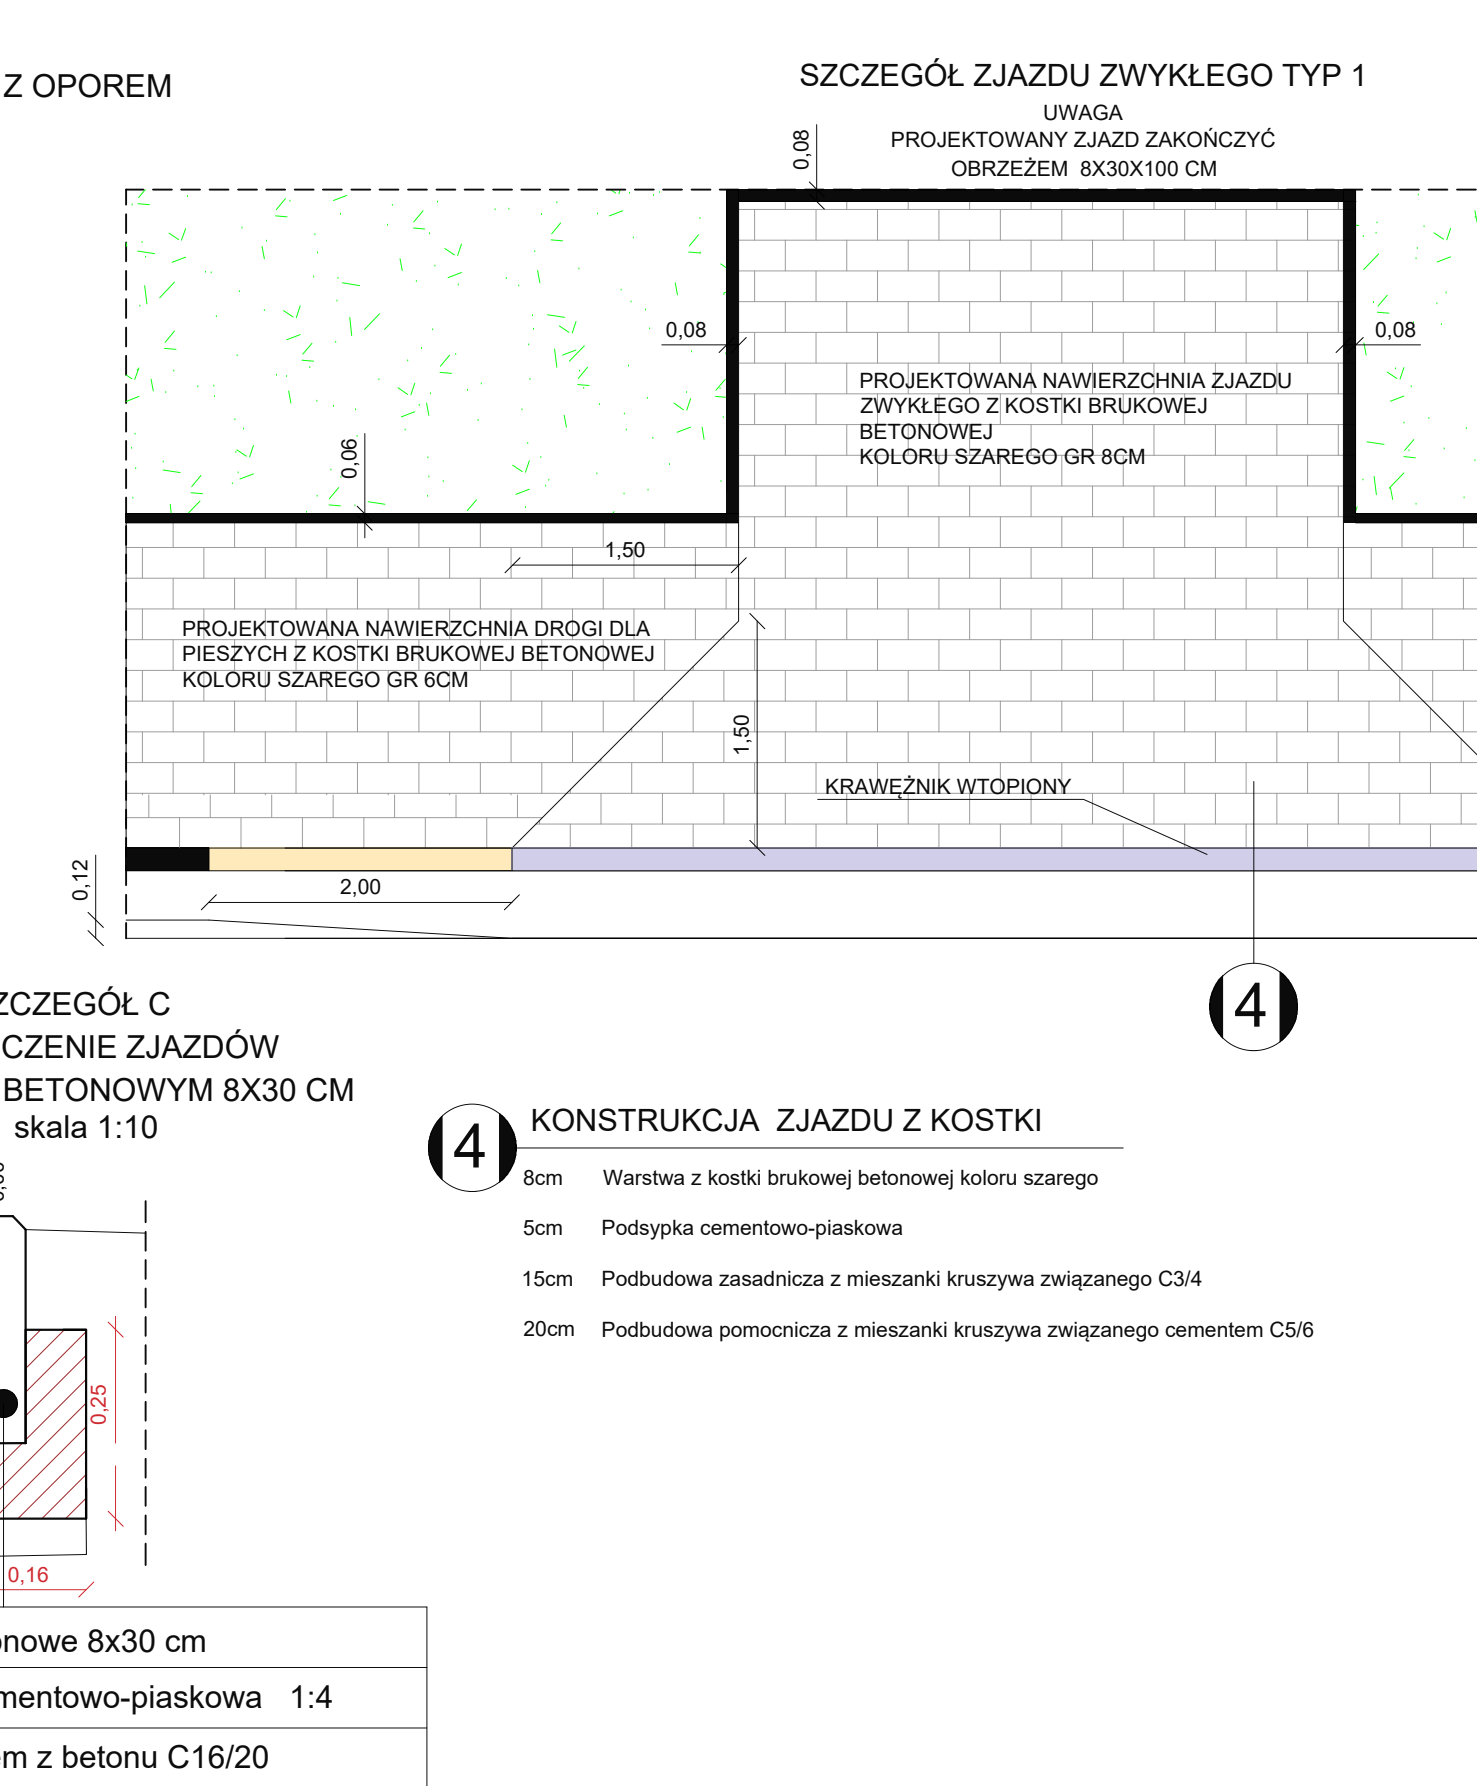 Z OPOREM
SZCZEGÓŁ ZJAZDU ZWYKŁEGO TYP 1
UWAGA
PROJEKTOWANY ZJAZD ZAKOŃCZYĆ
OBRZEŻEM 8X30X100 CM
0,08
0,08
0,08
PROJEKTOWANA NAWIERZCHNIA ZJAZDU
ZWYKŁEGO Z KOSTKI BRUKOWEJ
BETONOWEJ
KOLORU SZAREGO GR 8CM
0,06
1,50
PROJEKTOWANA NAWIERZCHNIA DROGI DLA
PIESZYCH Z KOSTKI BRUKOWEJ BETONOWEJ
KOLORU SZAREGO GR 6CM
1,50
KRAWĘŻNIK WTOPIONY
0,12
2,00
4
ZCZEGÓŁ C
CZENIE ZJAZDÓW
BETONOWYM 8X30 CM
skala 1:10
4
KONSTRUKCJA ZJAZDU Z KOSTKI
8cm Warstwa z kostki brukowej betonowej koloru szarego
5cm Podsypka cementowo-piaskowa
15cm Podbudowa zasadnicza z mieszanki kruszywa związanego C3/4
20cm Podbudowa pomocnicza z mieszanki kruszywa związanego cementem C5/6
0,25
0,16
onowe 8x30 cm
mentowo-piaskowa 1:4
em z betonu C16/20